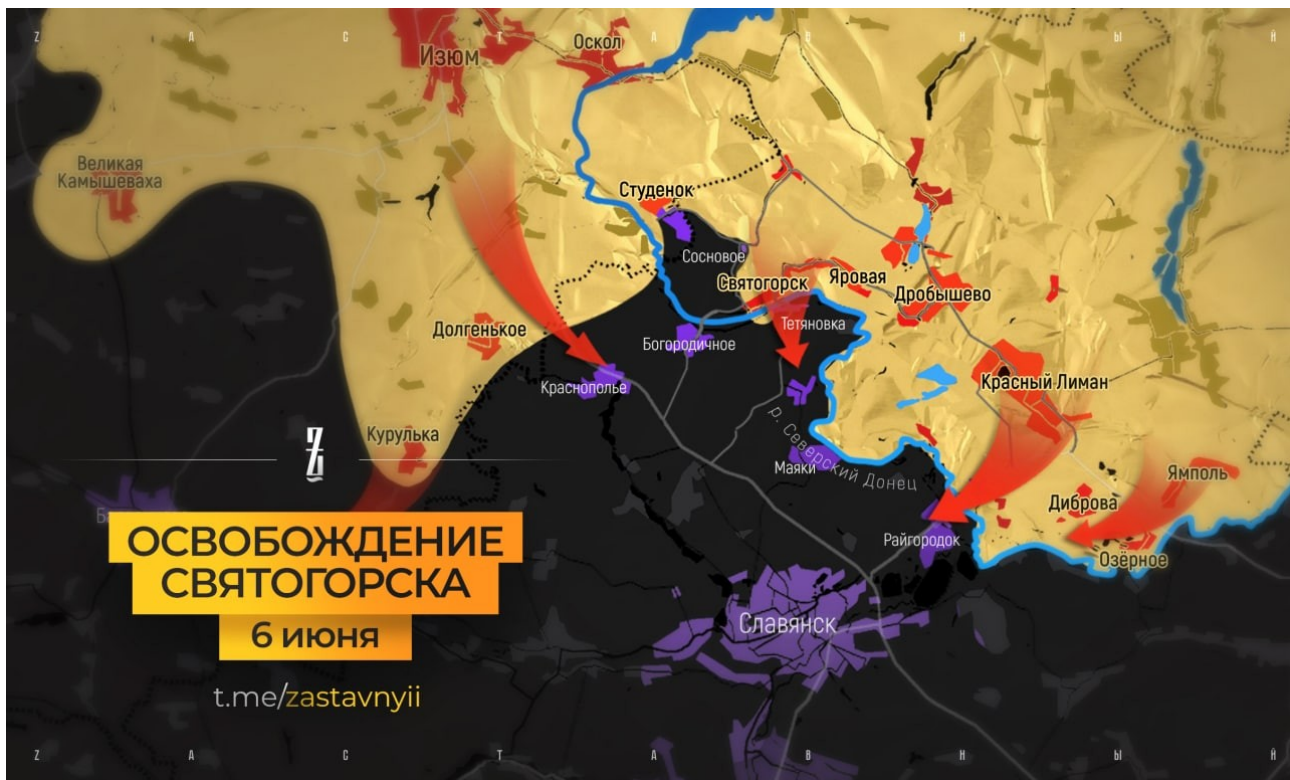 Z А С Т А В Н Ы Й
Изюм
Оскол
Великая
Камышеваха
Студенок
Сосновое
Святогорск
Яровая
Дробышево
Тетяновка
Долгенькое
Богородичное
Краснополье
Красный Лиман
Курулька
р. Северский Донец
Маяки
Ямполь
Диброва
Райгородок
Озёрное
Славянск
ОСВОБОЖДЕНИЕ
СВЯТОГОРСКА
6 июня
t.me/zastavnyii
Z А С Т А В Н Ы Й